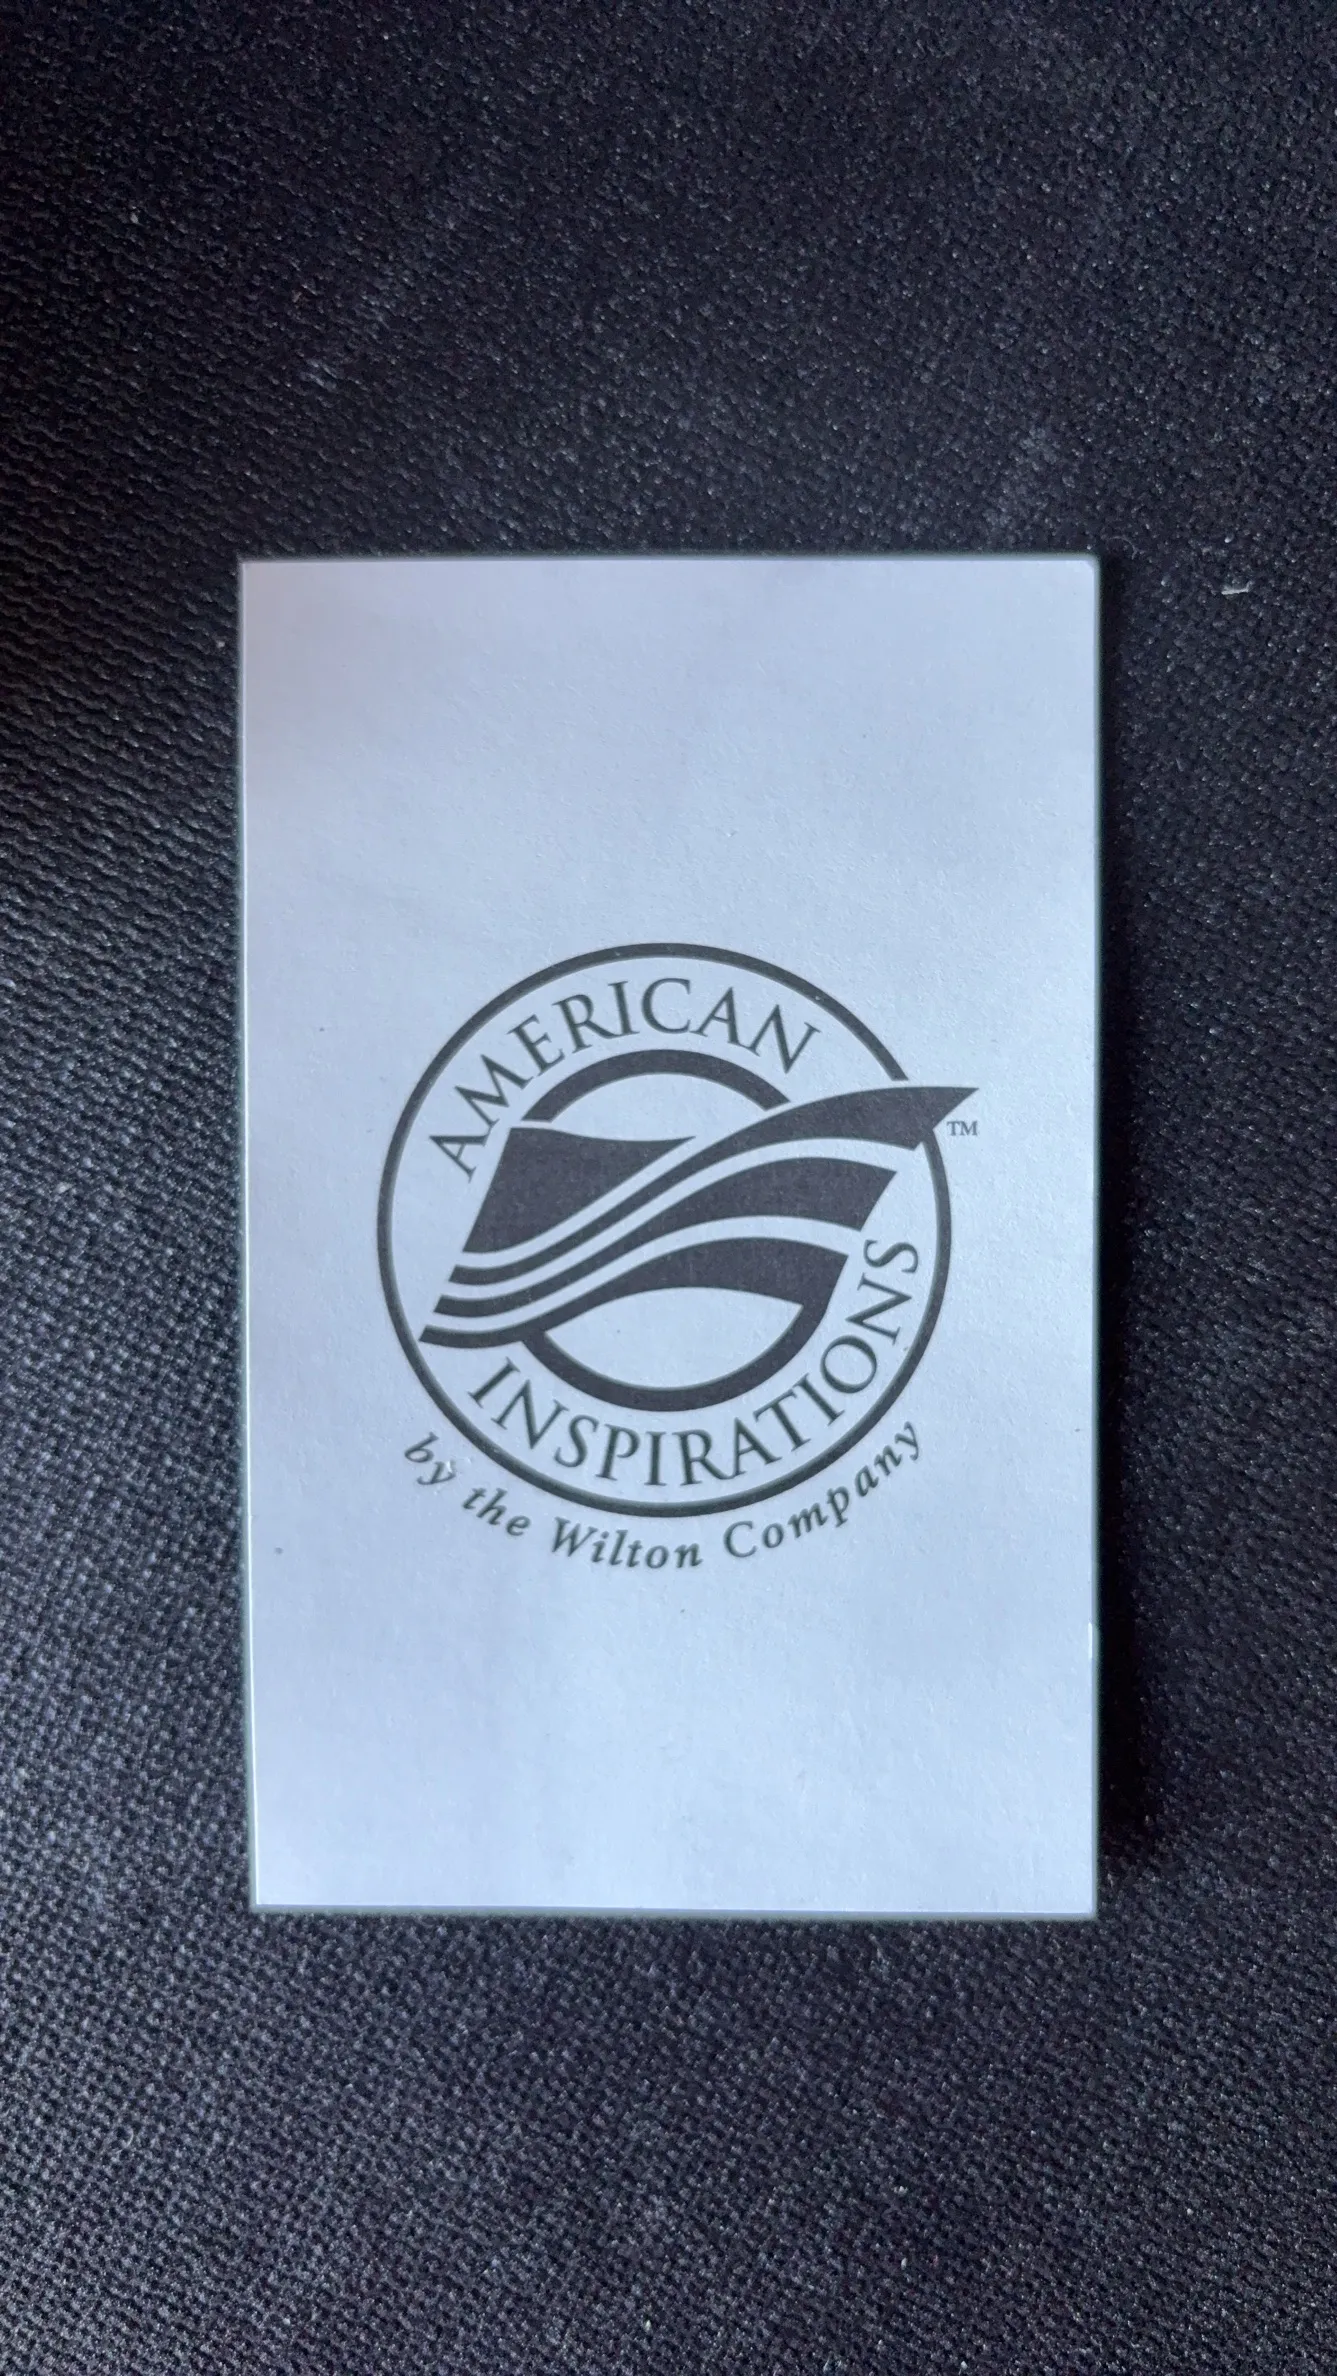 AMERICAN
™
INSPIRATIONS
by the Wilton Company